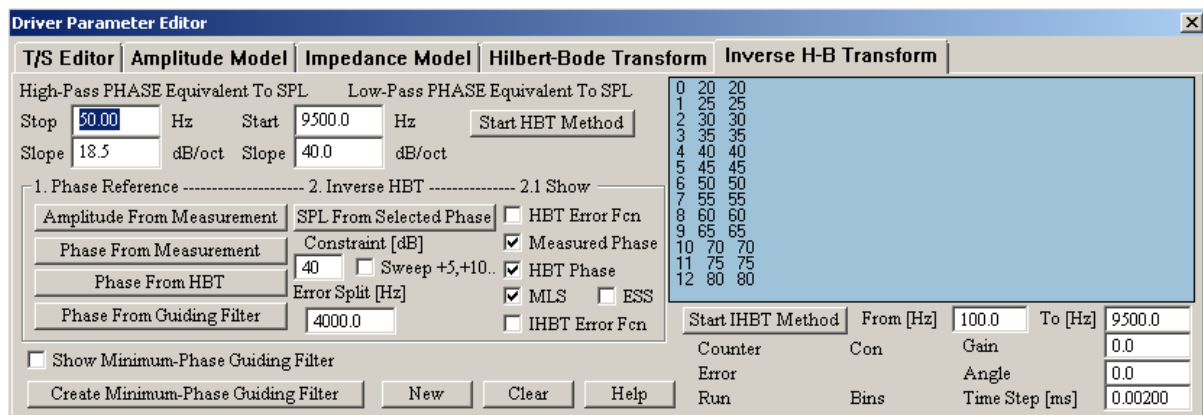 Driver Parameter Editor
T/S Editor Amplitude Model Impedance Model Hilbert-Bode Transform Inverse H-B Transform
High-Pass PHASE Equivalent To SPL Low-Pass PHASE Equivalent To SPL
Stop 50.00 Hz Start 9500.0 Hz Start HBT Method
Slope 18.5 dB/oct Slope 40.0 dB/oct
1. Phase Reference -------------------- 2. Inverse HBT -------------- 2.1 Show
Amplitude From Measurement SPL From Selected Phase HBT Error Fcn
Phase From Measurement Constraint [dB] Measured Phase
Phase From HBT 40 Sweep +5,+10.. HBT Phase
Error Split [Hz] MLS ESS
Phase From Guiding Filter 4000.0 IHBT Error Fcn
Show Minimum-Phase Guiding Filter
Create Minimum-Phase Guiding Filter New Clear Help
0 20 20
1 25 25
2 30 30
3 35 35
4 40 40
5 45 45
6 50 50
7 55 55
8 60 60
9 65 65
10 70 70
11 75 75
12 80 80
Start IHBT Method From [Hz] 100.0 To [Hz] 9500.0
Counter Con Gain 0.0
Error Angle 0.0
Run Bins Time Step [ms] 0.00200